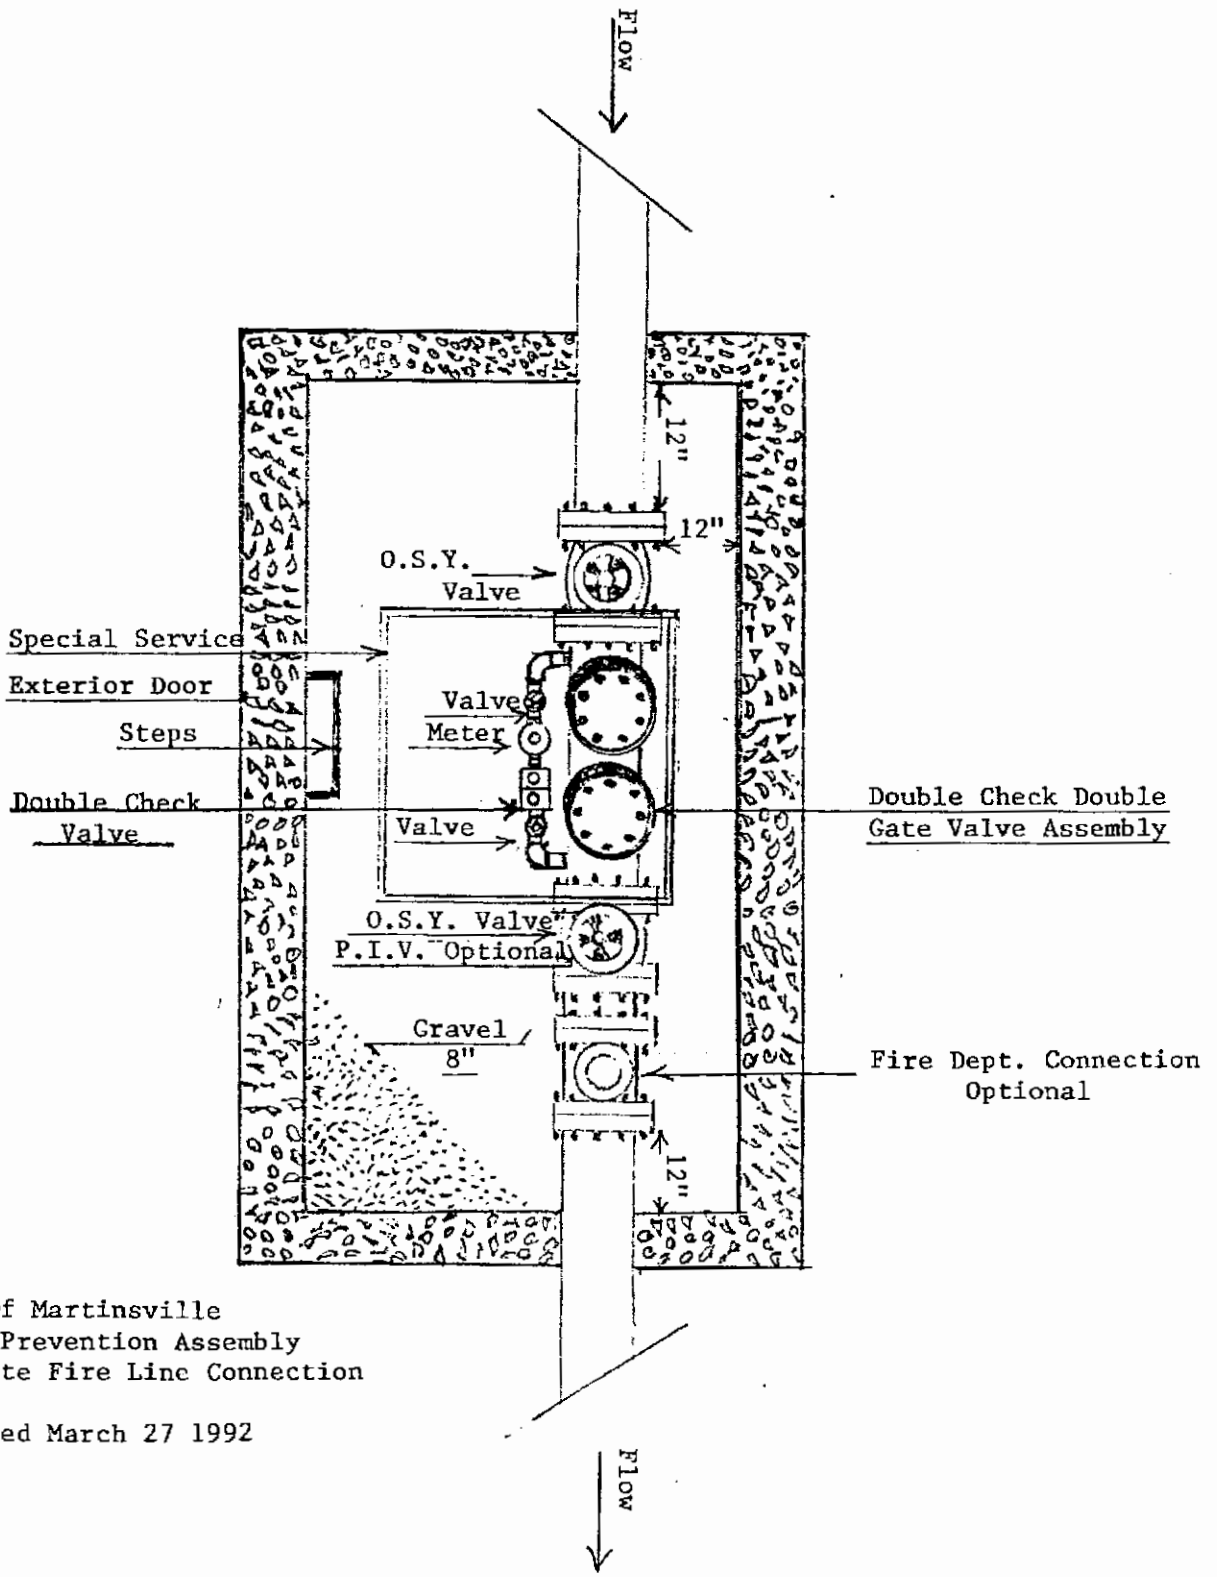 Flow
12"
12"
O.S.Y.
Valve
Special Service
Exterior Door
Valve
Steps
Meter
Double Check
Valve
Valve
Double Check Double
Gate Valve Assembly
O.S.Y. Valve
P.I.V. Optional
Gravel
8"
Fire Dept. Connection
Optional
12"
f Martinsville
Prevention Assembly
te Fire Line Connection
ed March 27 1992
Flow